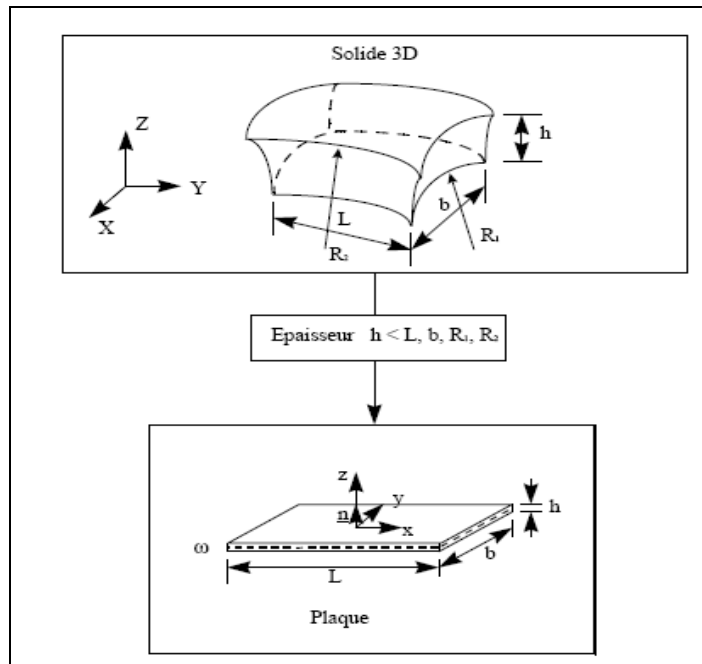 Solide 3D
Z
Y
X
h
b
L
R₁
R₂
Epaisseur h < L, b, R₁, R₂
z
y
n
x
h
ω
b
L
Plaque